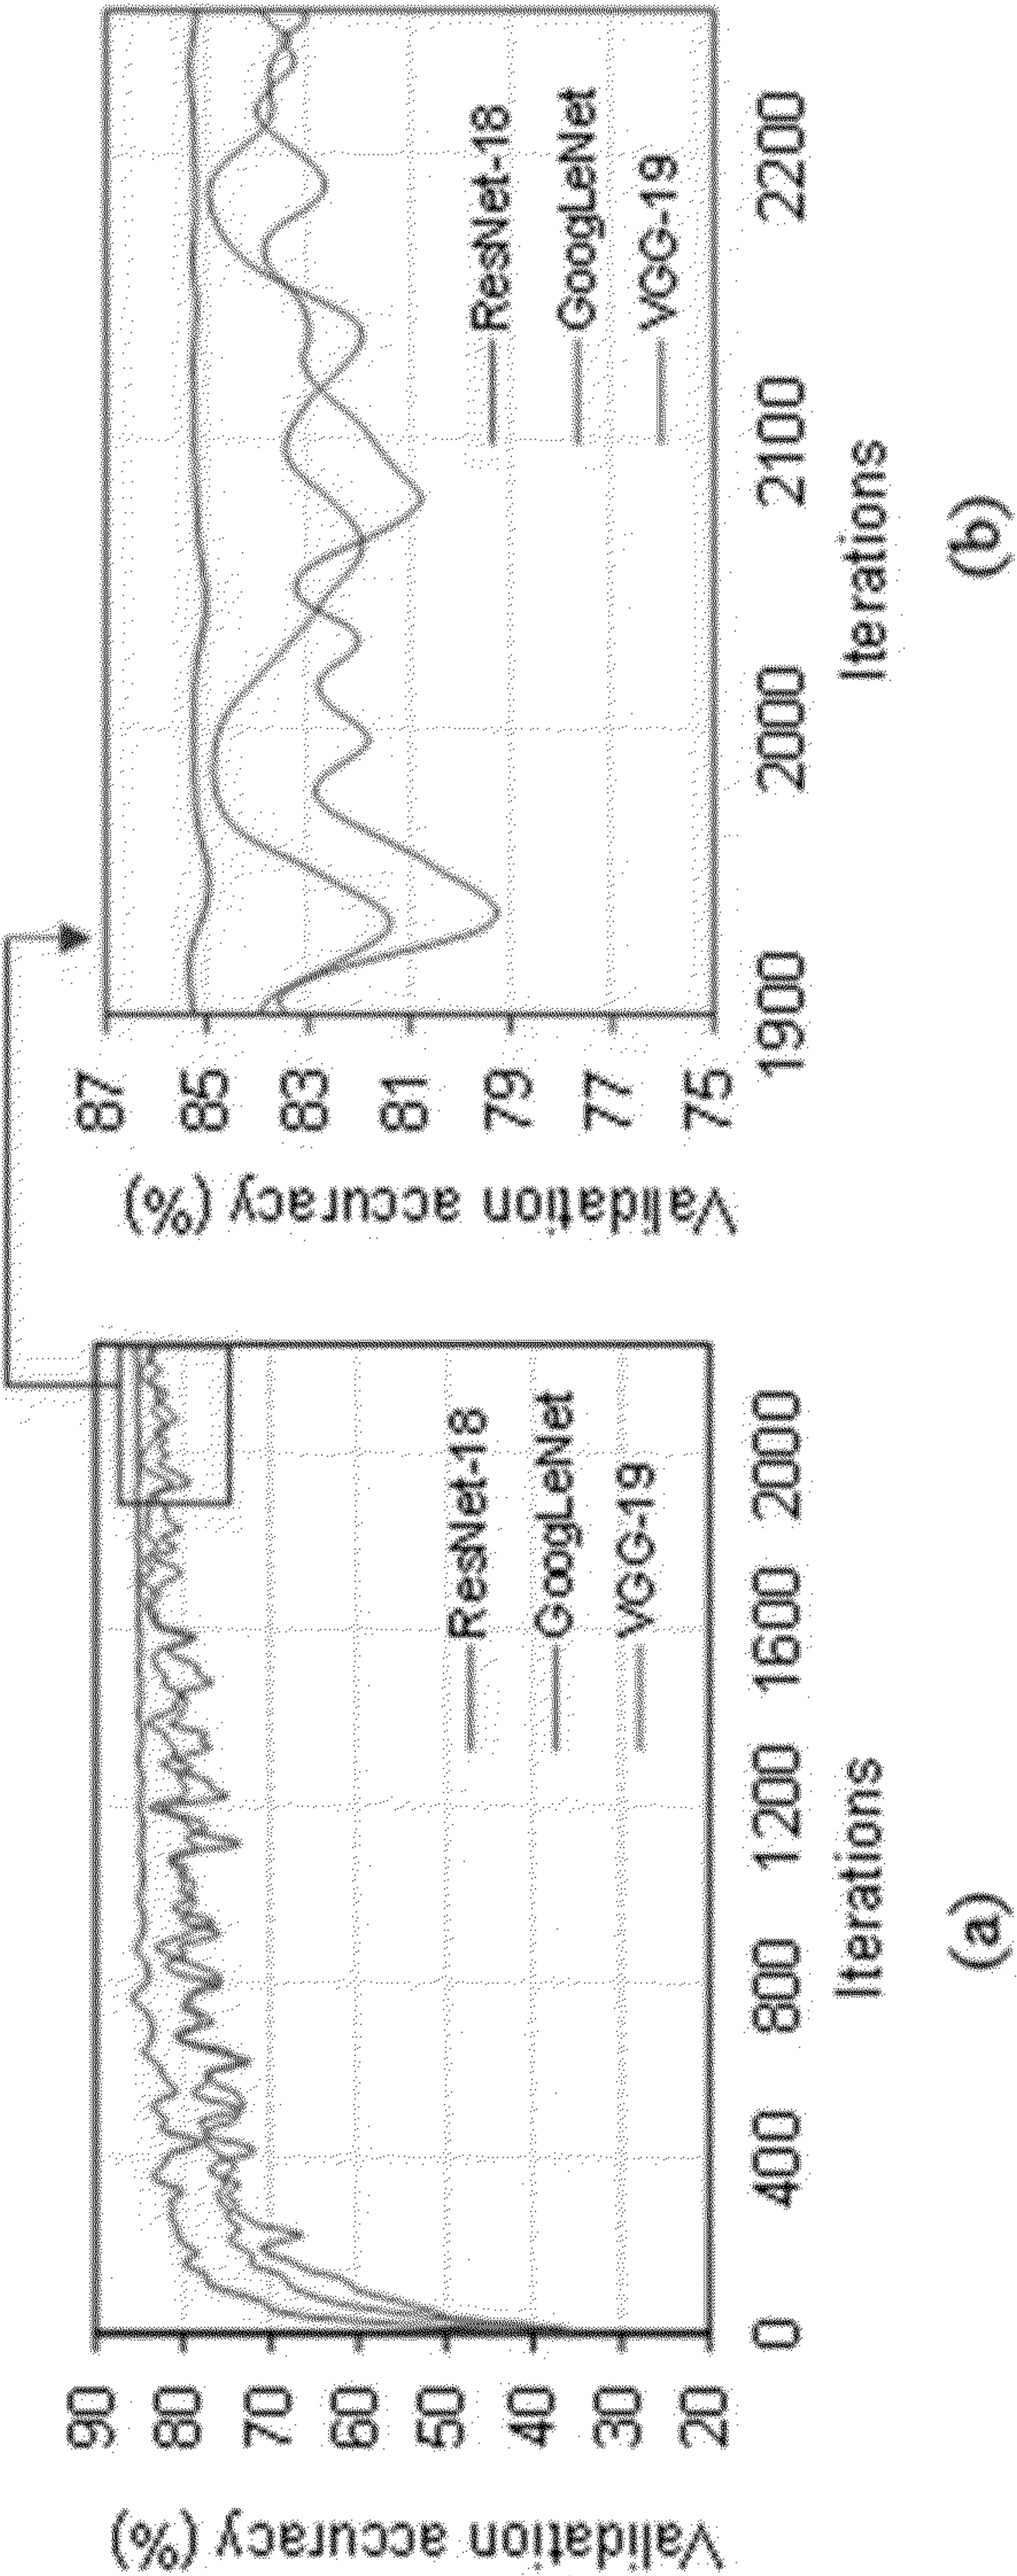 Validation accuracy (%)
90
80
70
60
50
40
30
20
0
400
800
1200
1600
2000
Iterations
ResNet-18
GoogLeNet
VGG-19
(a)
Validation accuracy (%)
87
85
83
81
79
77
75
1900
2000
2100
2200
Iterations
ResNet-18
GoogLeNet
VGG-19
(b)